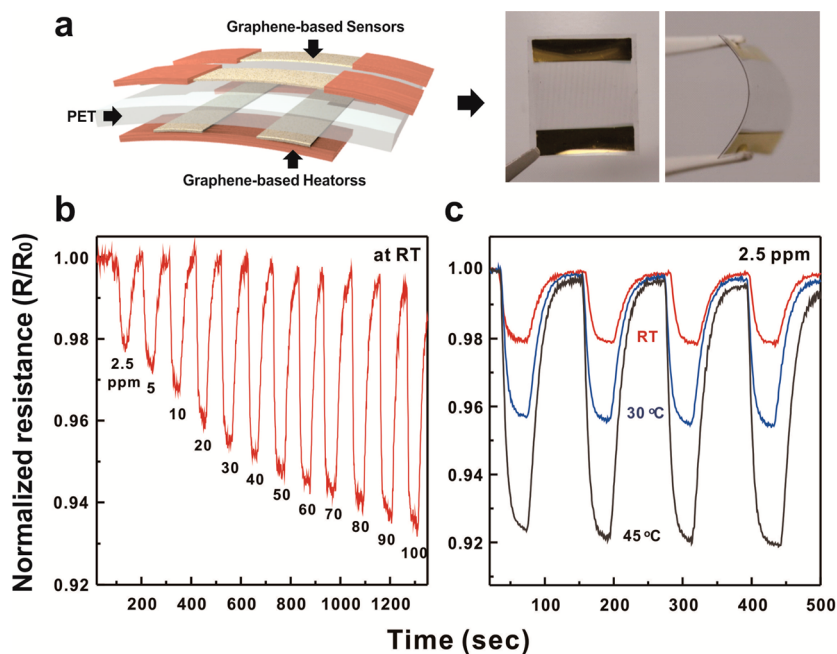 a
Graphene-based Sensors
PET
Graphene-based Heatorss
b
c
Normalized resistance (R/R0)
1.00
0.98
0.96
0.94
0.92
at RT
2.5
ppm
5
10
20
30
40
50
60
70
80
90
100
200 400 600 800 1000 1200
1.00
0.98
0.96
0.94
0.92
2.5 ppm
RT
30 °C
45 °C
100 200 300 400 500
Time (sec)